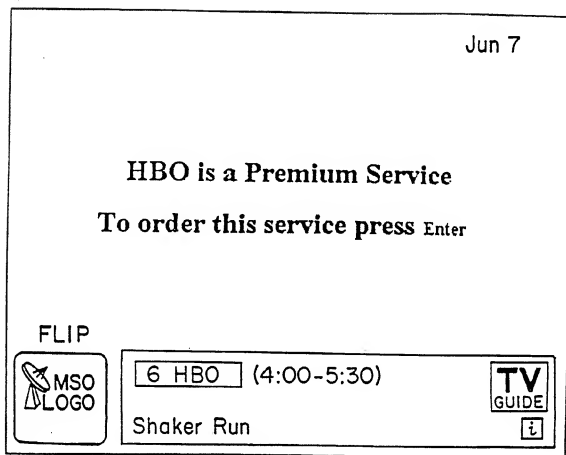 Jun 7
HBO is a Premium Service
To order this service press Enter
FLIP
MSO
LOGO
6 HBO (4:00-5:30)
Shaker Run
TV
GUIDE
i